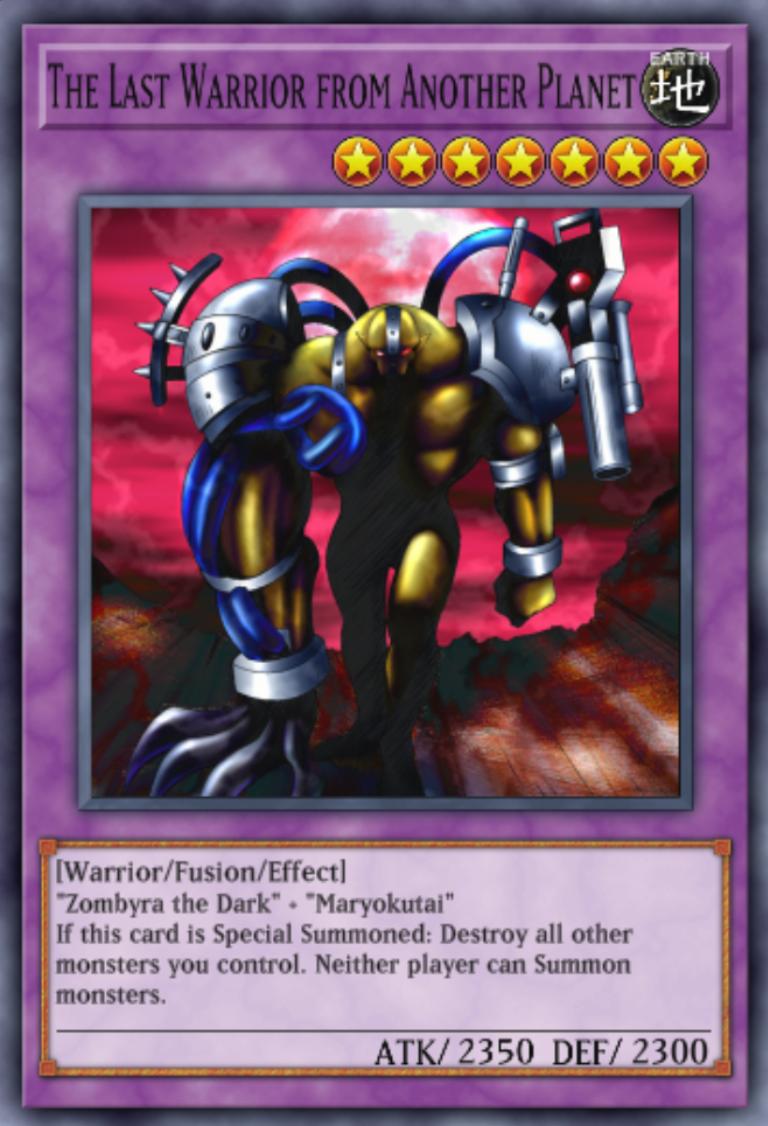 The Last Warrior from Another Planet
EARTH
地
[Warrior/Fusion/Effect]
"Zombyra the Dark" + "Maryokutai"
If this card is Special Summoned: Destroy all other
monsters you control. Neither player can Summon
monsters.
ATK/ 2350 DEF/ 2300